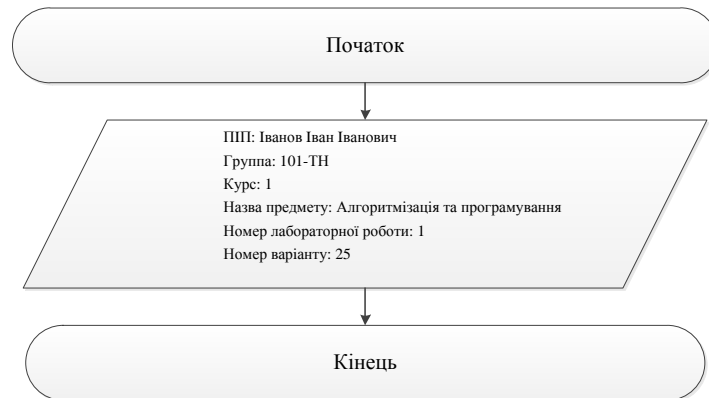 Початок
ПІП: Іванов Іван Іванович
Группа: 101-ТН
Курс: 1
Назва предмету: Алгоритмізація та програмування
Номер лабораторної роботи: 1
Номер варіанту: 25
Кінець